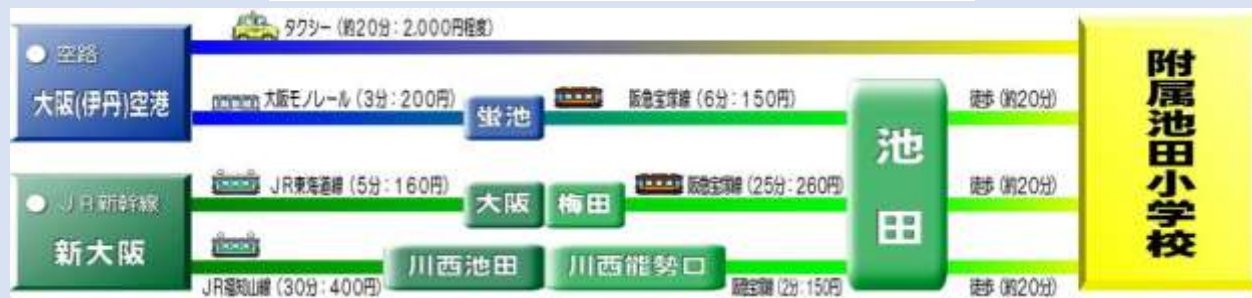 タクシー (約20分:2,000円程度)
空路
大阪(伊丹)空港
大阪モノレール (3分:200円)
蛍池
阪急宝塚線 (6分:150円)
池田
徒歩 (約20分)
附属池田小学校
JR新幹線
新大阪
JR東海道線 (5分:160円)
大阪
梅田
阪急宝塚線 (25分:260円)
徒歩 (約20分)
川西池田
川西能勢口
JR福知山線 (30分:400円)
阪急宝塚線 (2分:150円)
徒歩 (約20分)